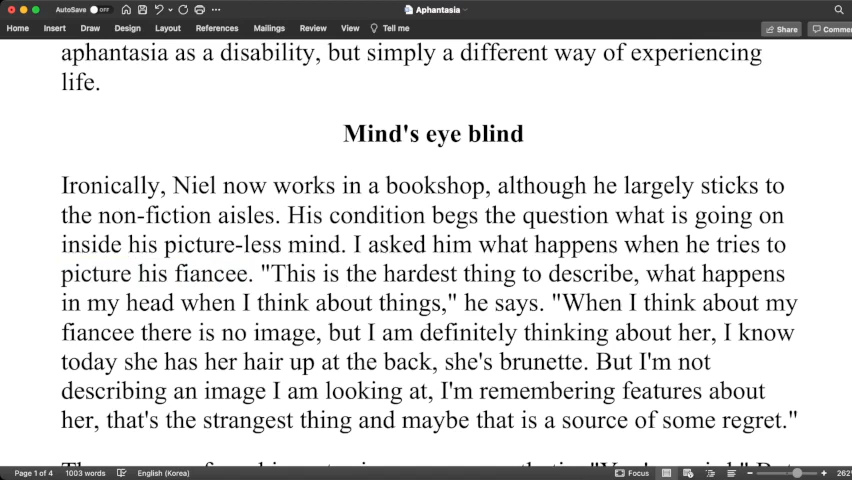 AutoSave OFF
Aphantasia
Home Insert Draw Design Layout References Mailings Review View Tell me Share
aphantasia as a disability, but simply a different way of experiencing
life.
Mind's eye blind
Ironically, Niel now works in a bookshop, although he largely sticks to
the non-fiction aisles. His condition begs the question what is going on
inside his picture-less mind. I asked him what happens when he tries to
picture his fiancee. "This is the hardest thing to describe, what happens
in my head when I think about things," he says. "When I think about my
fiancee there is no image, but I am definitely thinking about her, I know
today she has her hair up at the back, she's brunette. But I'm not
describing an image I am looking at, I'm remembering features about
her, that's the strangest thing and maybe that is a source of some regret."
Page 1 of 4 1003 words English (Korea) Focus